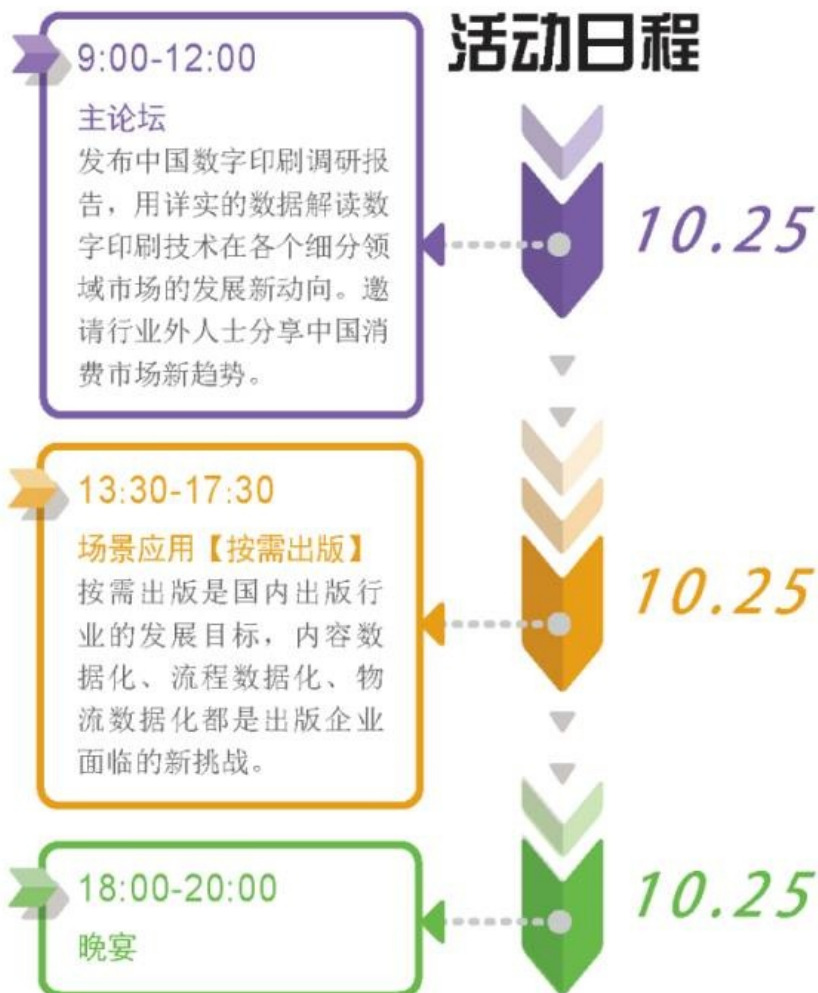 活动日程
9:00-12:00
主论坛
发布中国数字印刷调研报
告，用详实的数据解读数
字印刷技术在各个细分领
域市场的发展新动向。邀
请行业外人士分享中国消
费市场新趋势。
10.25
13:30-17:30
场景应用【按需出版】
按需出版是国内出版行
业的发展目标，内容数
据化、流程数据化、物
流数据化都是出版企业
面临的新挑战。
10.25
18:00-20:00
晚宴
10.25